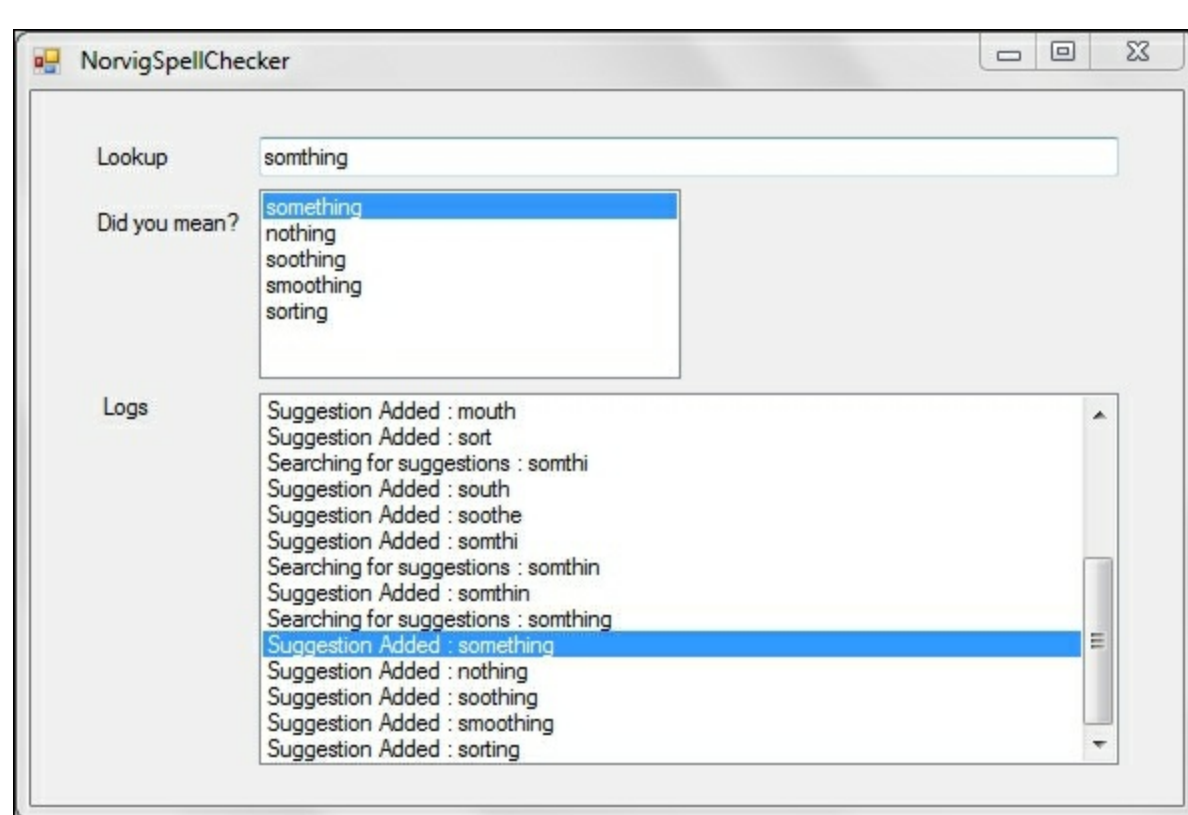 NorvigSpellChecker
Lookup
somthing
Did you mean?
something
nothing
soothing
smoothing
sorting
Logs
Suggestion Added : mouth
Suggestion Added : sort
Searching for suggestions : somthi
Suggestion Added : south
Suggestion Added : soothe
Suggestion Added : somthi
Searching for suggestions : somthin
Suggestion Added : somthin
Searching for suggestions : somthing
Suggestion Added : something
Suggestion Added : nothing
Suggestion Added : soothing
Suggestion Added : smoothing
Suggestion Added : sorting